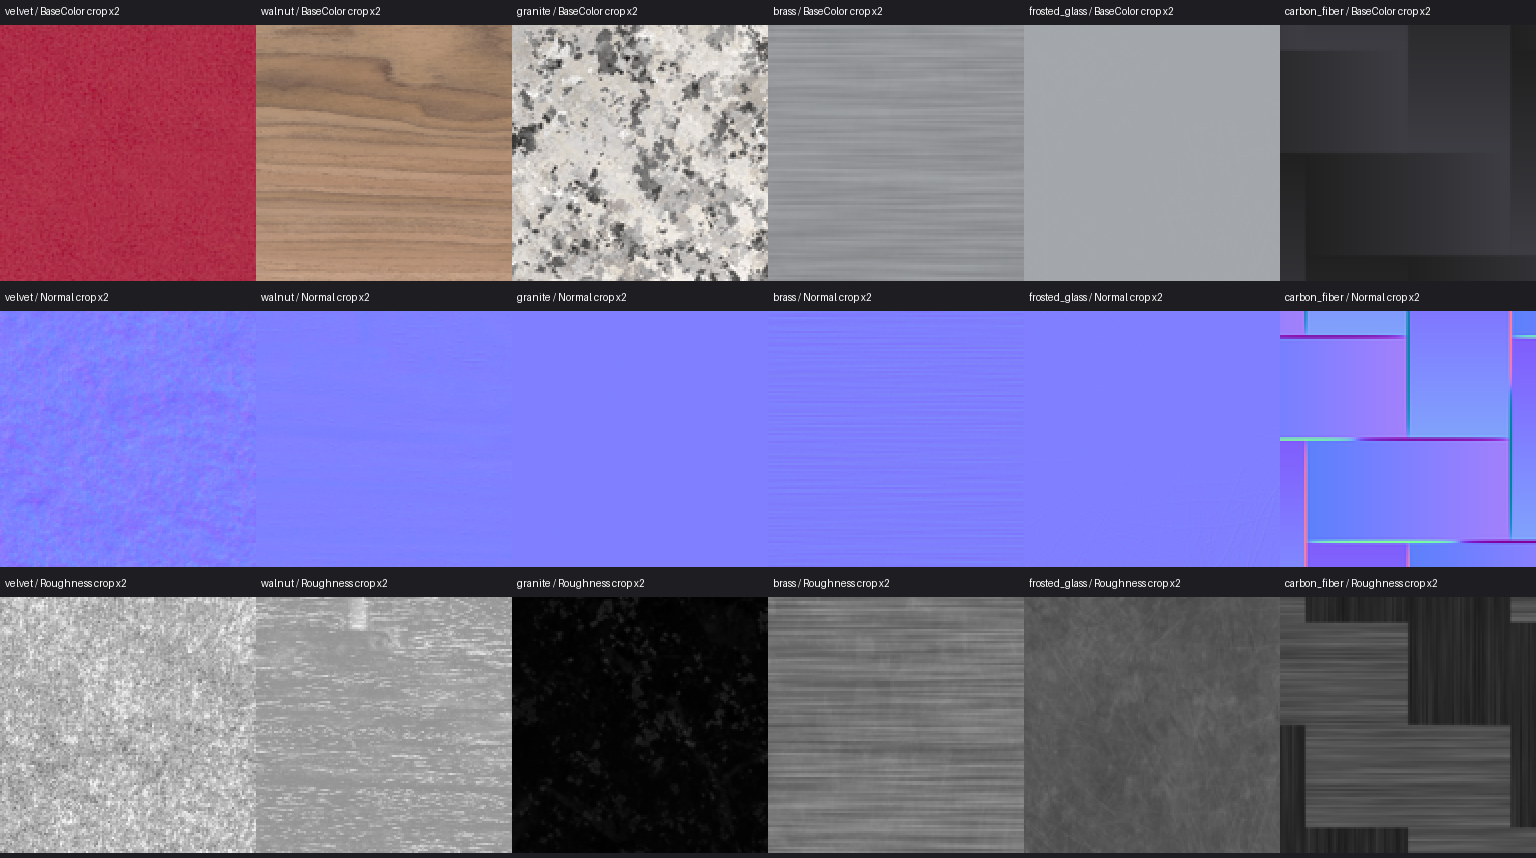 velvet / BaseColor crop x2
walnut / BaseColor crop x2
granite / BaseColor crop x2
brass / BaseColor crop x2
frosted_glass / BaseColor crop x2
carbon_fiber / BaseColor crop x2
velvet / Normal crop x2
walnut / Normal crop x2
granite / Normal crop x2
brass / Normal crop x2
frosted_glass / Normal crop x2
carbon_fiber / Normal crop x2
velvet / Roughness crop x2
walnut / Roughness crop x2
granite / Roughness crop x2
brass / Roughness crop x2
frosted_glass / Roughness crop x2
carbon_fiber / Roughness crop x2